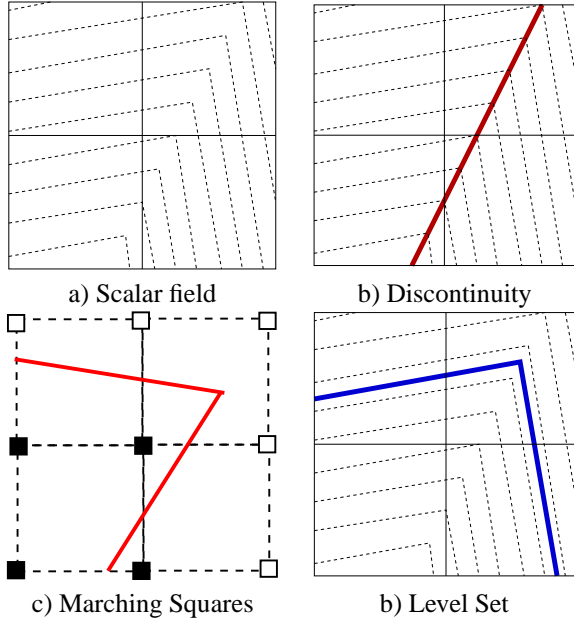 a) Scalar field
b) Discontinuity
c) Marching Squares
b) Level Set